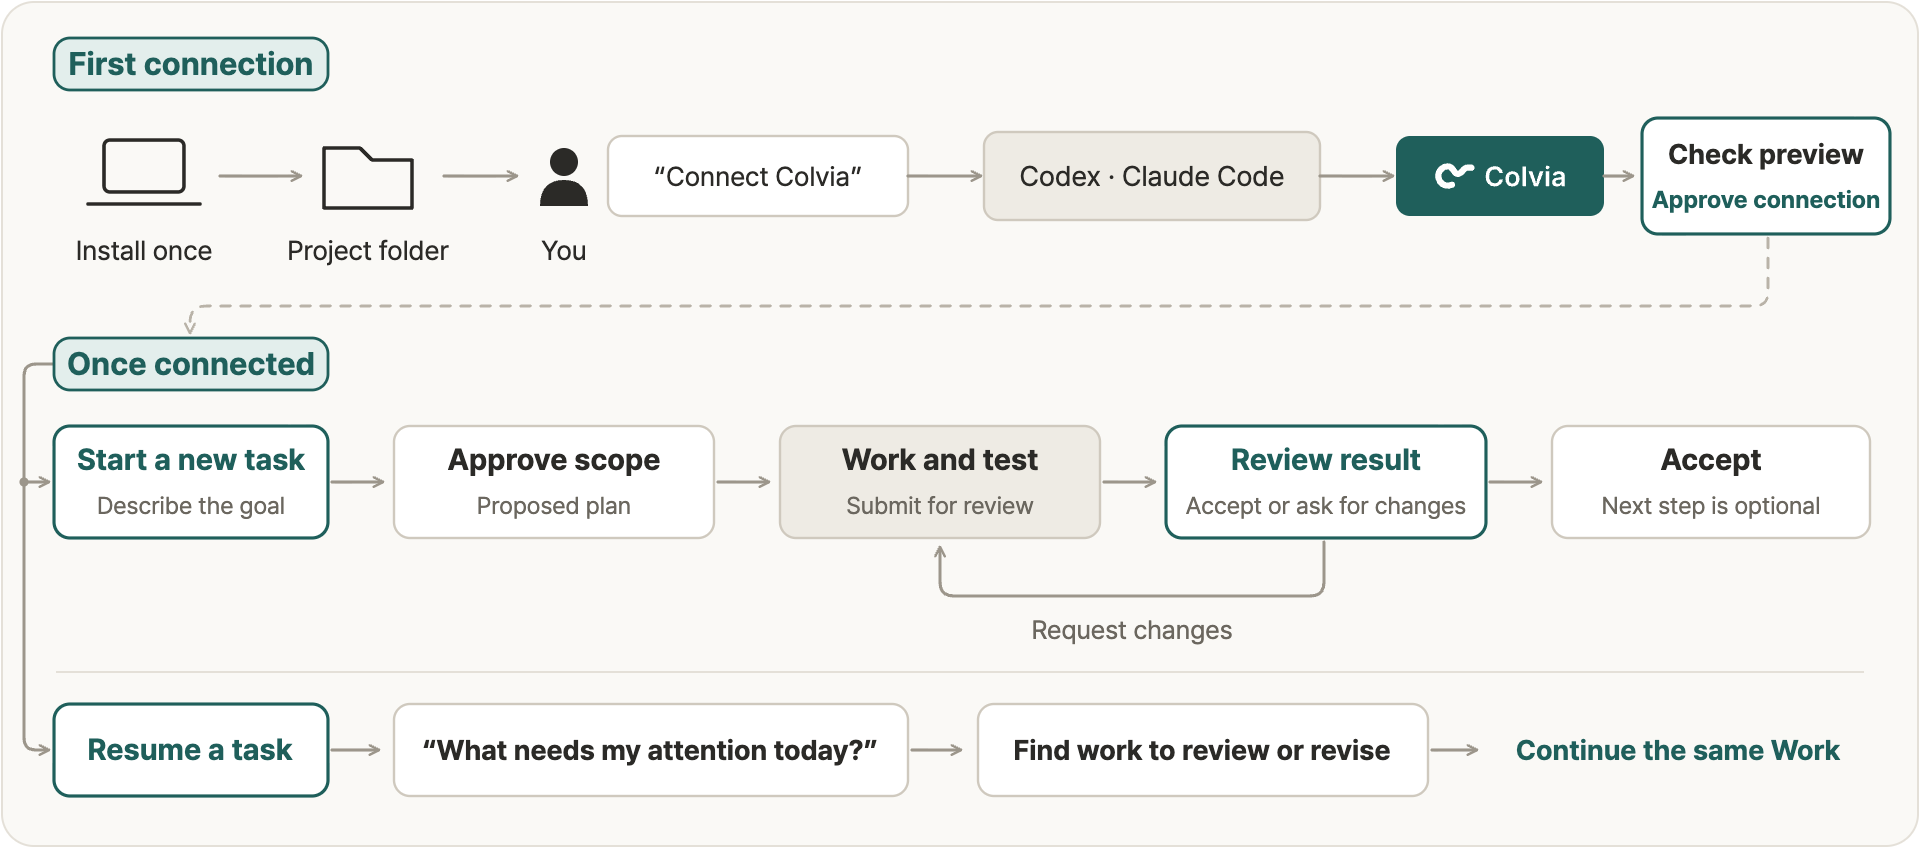 First connection
Install once
Project folder
You
“Connect Colvia”
Codex · Claude Code
Colvia
Check preview
Approve connection
Once connected
Start a new task
Describe the goal
Approve scope
Proposed plan
Work and test
Submit for review
Review result
Accept or ask for changes
Accept
Next step is optional
Request changes
Resume a task
“What needs my attention today?”
Find work to review or revise
Continue the same Work